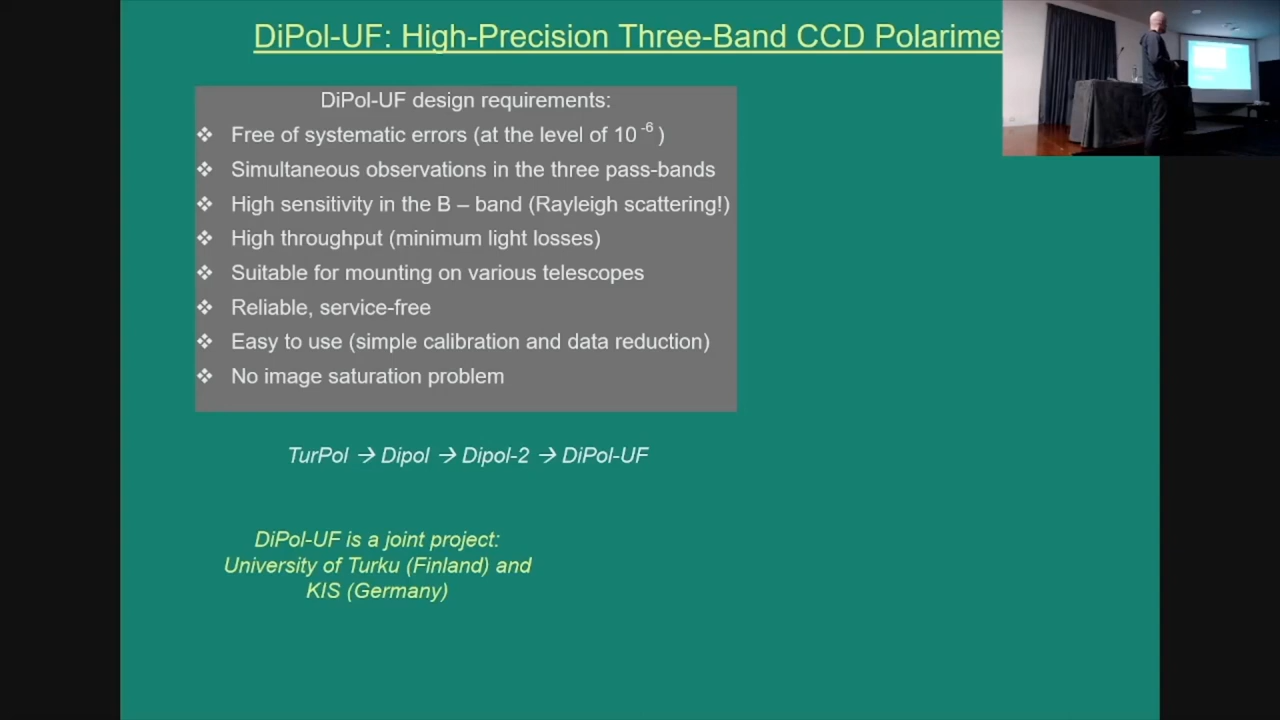 DiPol-UF: High-Precision Three-Band CCD Polarime
DiPol-UF design requirements:
❖ Free of systematic errors (at the level of 10 -6 )
❖ Simultaneous observations in the three pass-bands
❖ High sensitivity in the B – band (Rayleigh scattering!)
❖ High throughput (minimum light losses)
❖ Suitable for mounting on various telescopes
❖ Reliable, service-free
❖ Easy to use (simple calibration and data reduction)
❖ No image saturation problem
TurPol → Dipol → Dipol-2 → DiPol-UF
DiPol-UF is a joint project:
University of Turku (Finland) and
KIS (Germany)